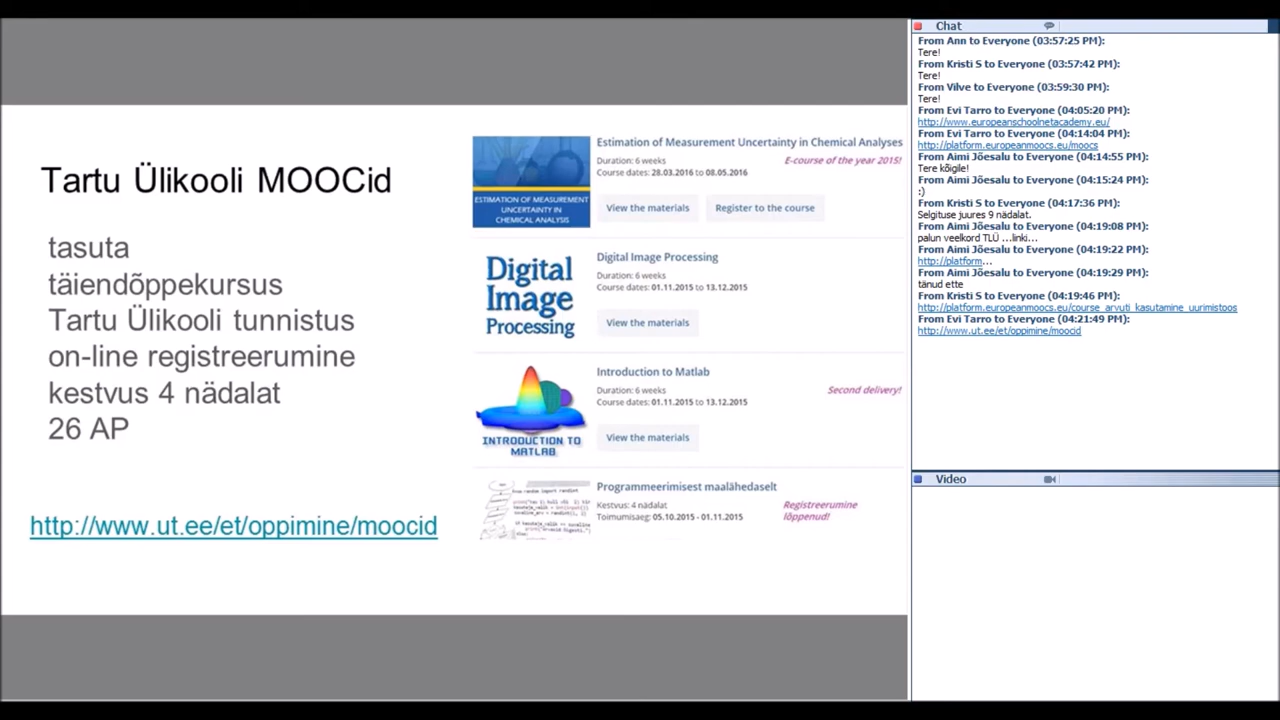 Tartu Ülikooli MOOCid
tasuta
täiendõppekursus
Tartu Ülikooli tunnistus
on-line registreerumine
kestvus 4 nädalat
26 AP
http://www.ut.ee/et/oppimine/moocid
ESTIMATION OF MEASUREMENT
UNCERTAINTY IN
CHEMICAL ANALYSIS
Estimation of Measurement Uncertainty in Chemical Analyses
Duration: 6 weeks
E-course of the year 2015!
Course dates: 28.03.2016 to 08.05.2016
View the materials
Register to the course
Digital
Image
Processing
Digital Image Processing
Duration: 6 weeks
Course dates: 01.11.2015 to 13.12.2015
View the materials
INTRODUCTION TO
MATLAB
Introduction to Matlab
Duration: 6 weeks
Second delivery!
Course dates: 01.11.2015 to 13.12.2015
View the materials
Programmeerimisest maalähedaselt
Kestvus: 4 nädalat
Toimumisaeg: 05.10.2015 - 01.11.2015
Registreerumine
lõppenud!
Chat
From Ann to Everyone (03:57:25 PM):
Tere!
From Kristi S to Everyone (03:57:42 PM):
Tere!
From Vilve to Everyone (03:59:30 PM):
Tere!
From Evi Tarro to Everyone (04:05:20 PM):
http://www.europeanschoolnetacademy.eu/
From Evi Tarro to Everyone (04:14:04 PM):
http://platform.europeanmoocs.eu/moocs
From Aimi Jõesalu to Everyone (04:14:55 PM):
Tere kõigile!
From Aimi Jõesalu to Everyone (04:15:24 PM):
:)
From Kristi S to Everyone (04:17:36 PM):
Selgituse juures 9 nädalat.
From Aimi Jõesalu to Everyone (04:19:08 PM):
palun veelkord TLÜ ...linki...
From Aimi Jõesalu to Everyone (04:19:22 PM):
http://platform...
From Aimi Jõesalu to Everyone (04:19:29 PM):
tänud ette
From Kristi S to Everyone (04:19:46 PM):
http://platform.europeanmoocs.eu/course_arvuti_kasutamine_uurimistoos
From Evi Tarro to Everyone (04:21:49 PM):
http://www.ut.ee/et/oppimine/moocid
Video